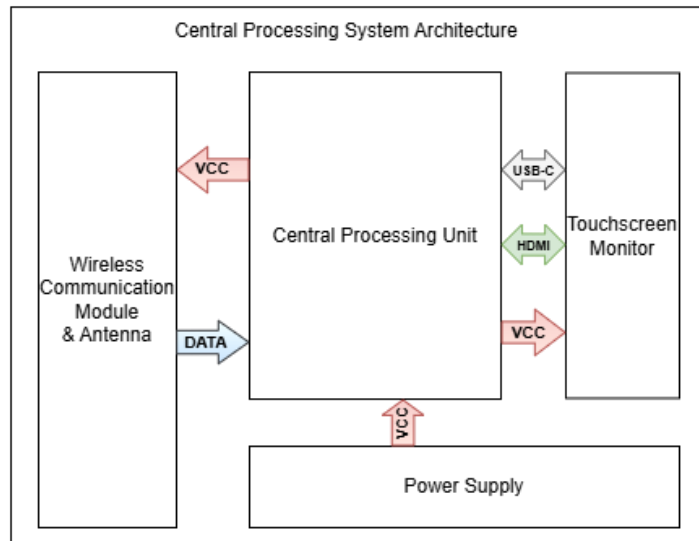 Central Processing System Architecture
VCC
USB-C
Central Processing Unit
HDMI
Touchscreen
Monitor
Wireless
Communication
Module
& Antenna
DATA
VCC
VCC
Power Supply